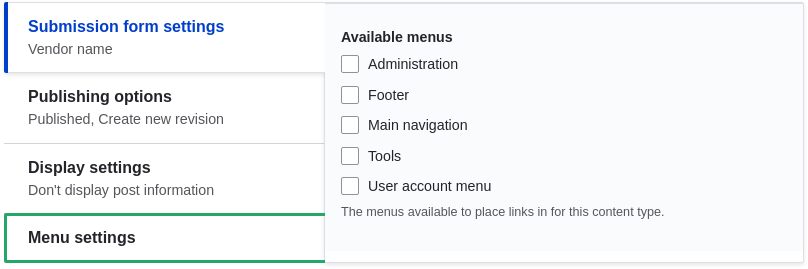 Submission form settings
Vendor name
Publishing options
Published, Create new revision
Display settings
Don't display post information
Menu settings
Available menus
Administration
Footer
Main navigation
Tools
User account menu
The menus available to place links in for this content type.